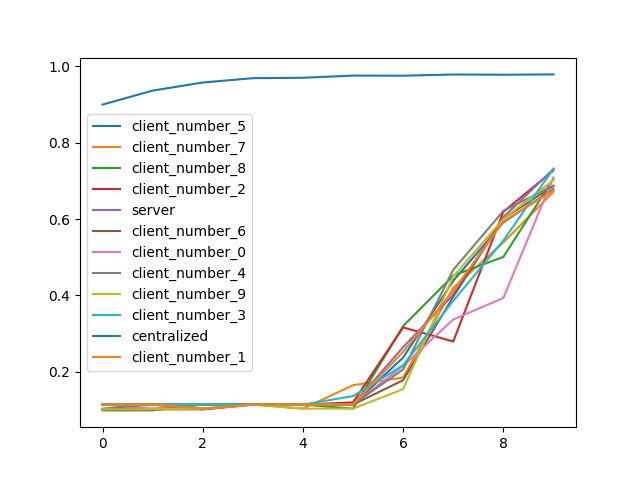 1.0
0.8
0.6
0.4
0.2
client_number_5
client_number_7
client_number_8
client_number_2
server
client_number_6
client_number_0
client_number_4
client_number_9
client_number_3
centralized
client_number_1
0 2 4 6 8